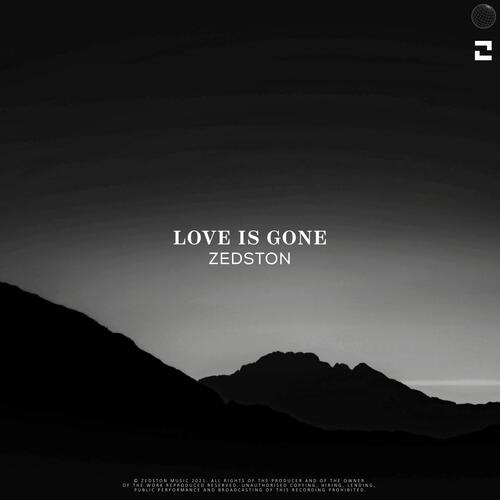 LOVE IS GONE
ZEDSTON
© ZEDSTON MUSIC 2021. ALL RIGHTS OF THE PRODUCER AND OF THE OWNER
OF THE WORK REPRODUCED RESERVED. UNAUTHORISED COPYING, HIRING, LENDING,
PUBLIC PERFORMANCE AND BROADCASTING OF THIS RECORDING PROHIBITED.